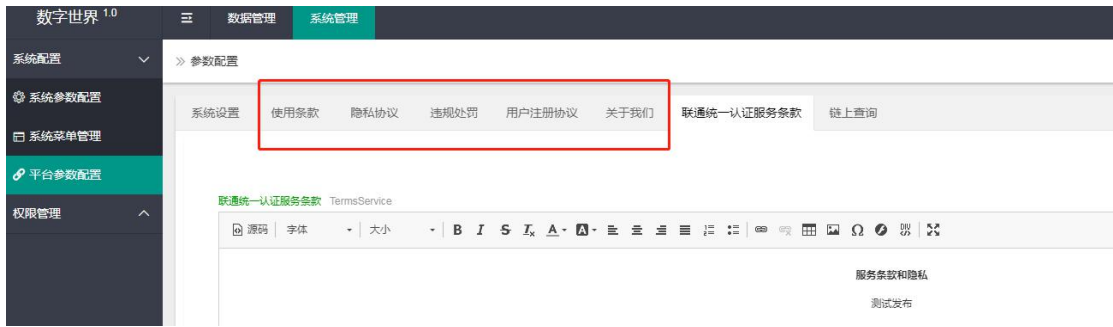 数字世界 1.0
数据管理 系统管理
系统配置
参数配置
系统参数配置
系统菜单管理
平台参数配置
权限管理
系统设置 使用条款 隐私协议 违规处罚 用户注册协议 关于我们 联通统一认证服务条款 链上查询
联通统一认证服务条款 TermsService
源码 字体 大小 B I S Ix A A Ω DIV
服务条款和隐私
测试发布